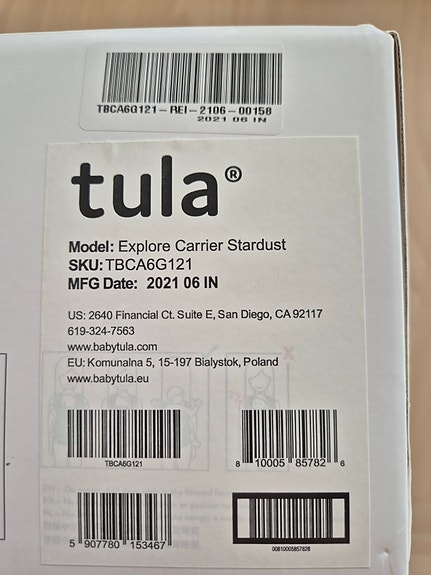 TBCA6G121-REI-2106-00158
2021 06 IN
tula®
Model: Explore Carrier Stardust
SKU: TBCA6G121
MFG Date: 2021 06 IN
US: 2640 Financial Ct. Suite E, San Diego, CA 92117
619-324-7563
www.babytula.com
EU: Komunalna 5, 15-197 Bialystok, Poland
www.babytula.eu
TBCA6G121
8 10005 85782 6
5 907780 153467
00810005857828